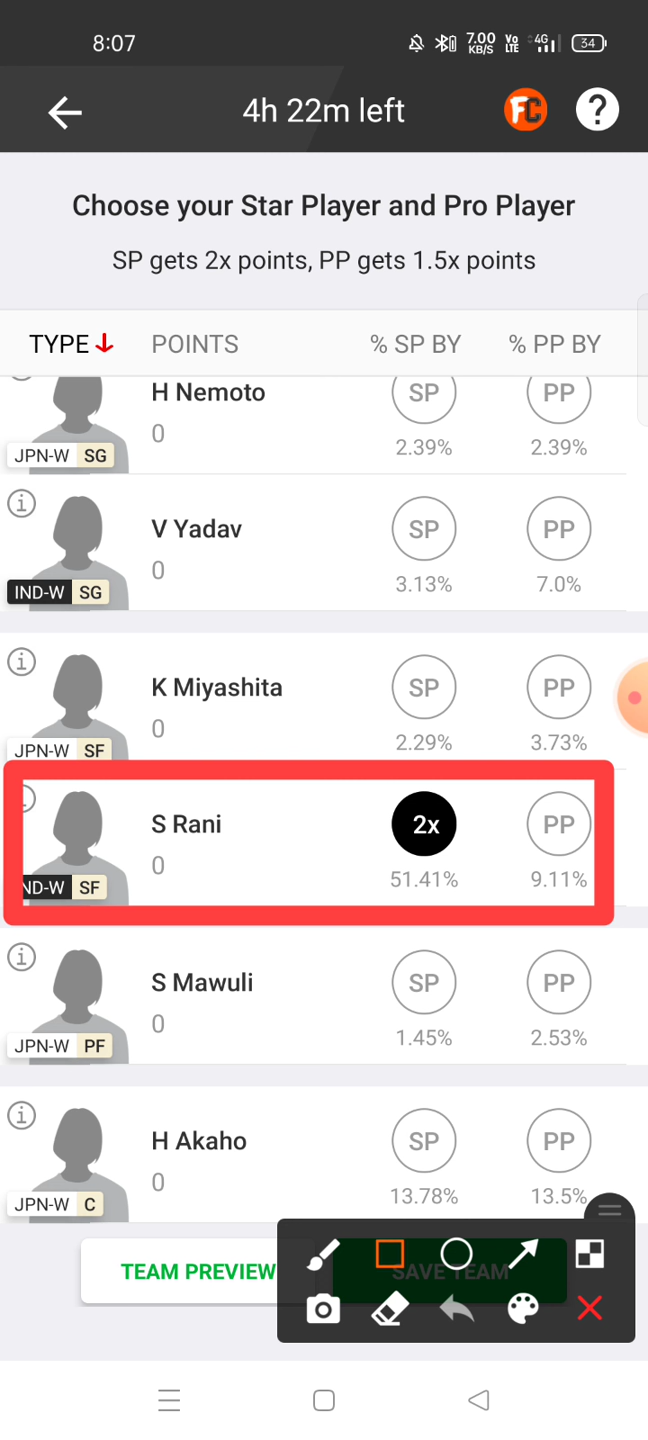 8:07
7.00 KB/S Vo LTE 4G 34
4h 22m left
FC ?
Choose your Star Player and Pro Player
SP gets 2x points, PP gets 1.5x points
TYPE POINTS % SP BY % PP BY
H Nemoto SP PP
0
2.39% 2.39%
JPN-W SG
V Yadav SP PP
0
3.13% 7.0%
IND-W SG
K Miyashita SP PP
0
2.29% 3.73%
JPN-W SF
S Rani 2x PP
0
51.41% 9.11%
ND-W SF
S Mawuli SP PP
0
1.45% 2.53%
JPN-W PF
H Akaho SP PP
0
13.78% 13.5%
JPN-W C
TEAM PREVIEW SAVE TEAM